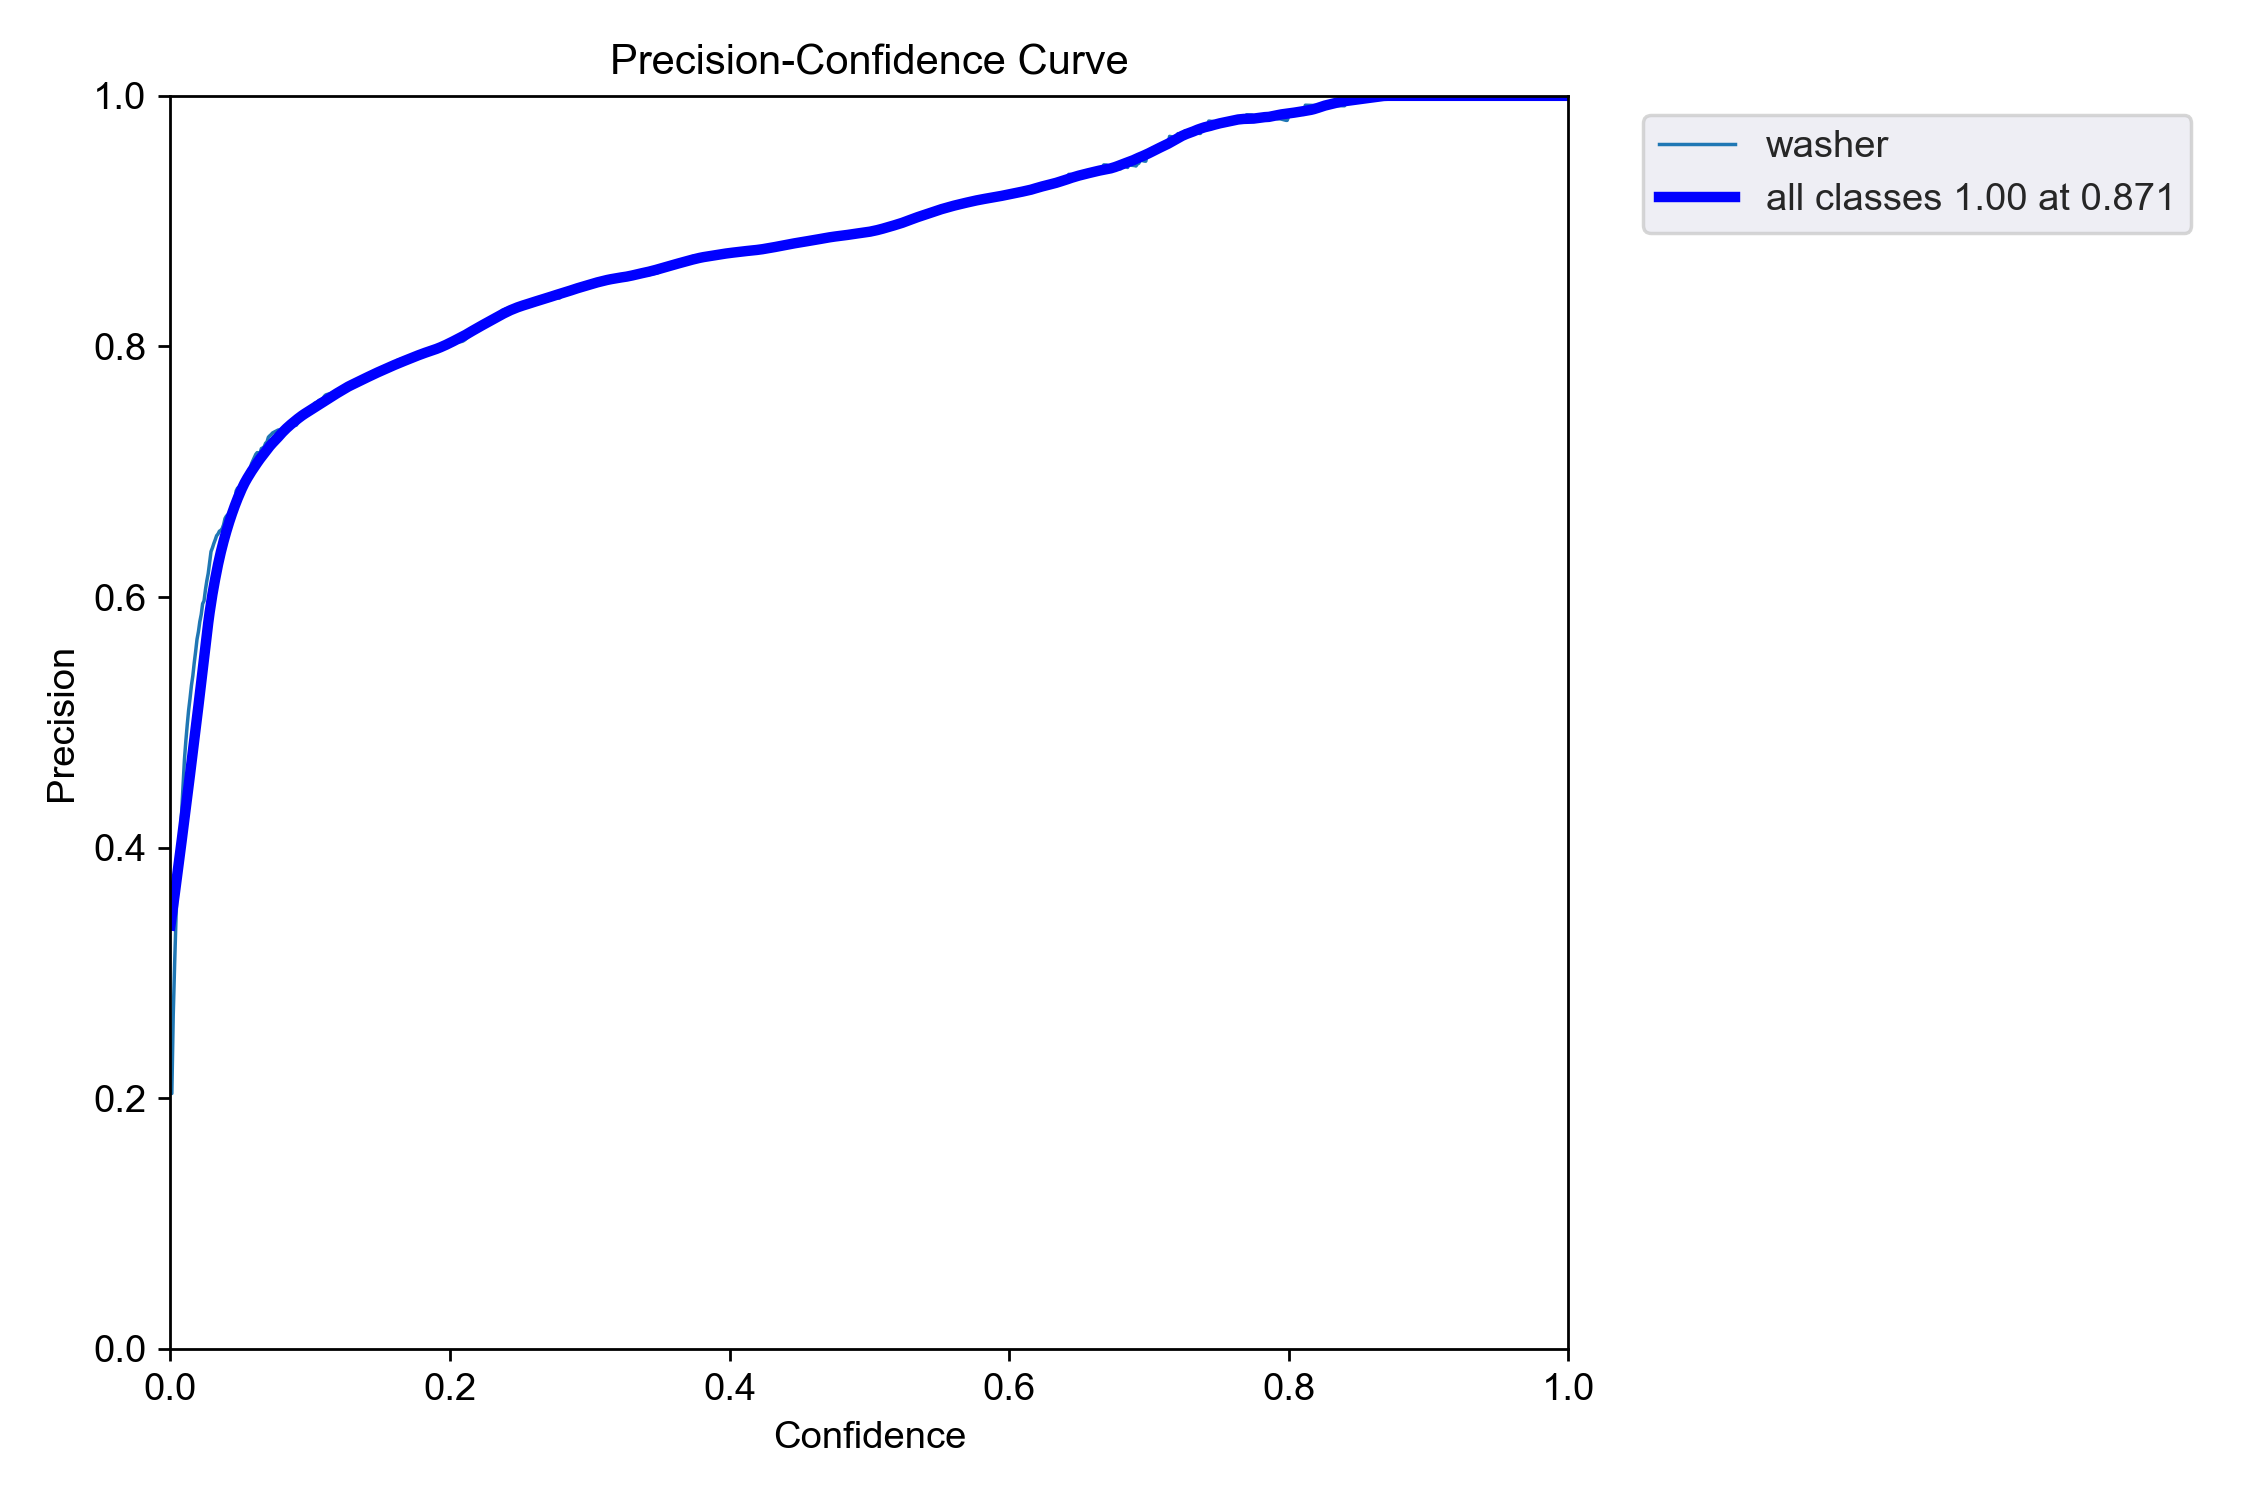 Precision-Confidence Curve
1.0
0.8
0.6
0.4
0.2
0.0
Precision
0.0 0.2 0.4 0.6 0.8 1.0
Confidence
washer
all classes 1.00 at 0.871